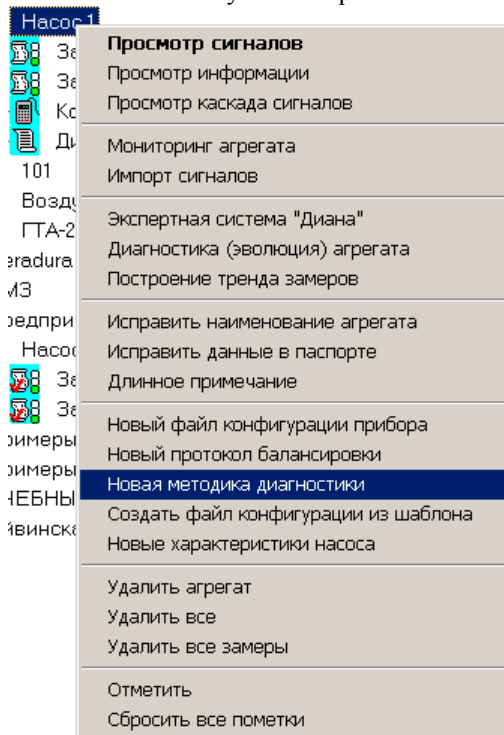 Насос 1
Просмотр сигналов
Просмотр информации
Просмотр каскада сигналов
101
Мониторинг агрегата
Импорт сигналов
ГТА-2
Экспертная система "Диана"
Диагностика (эволюция) агрегата
Построение тренда замеров
Исправить наименование агрегата
Исправить данные в паспорте
Длинное примечание
Новый файл конфигурации прибора
Новый протокол балансировки
Новая методика диагностики
Создать файл конфигурации из шаблона
Новые характеристики насоса
Удалить агрегат
Удалить все
Удалить все замеры
Отметить
Сбросить все пометки